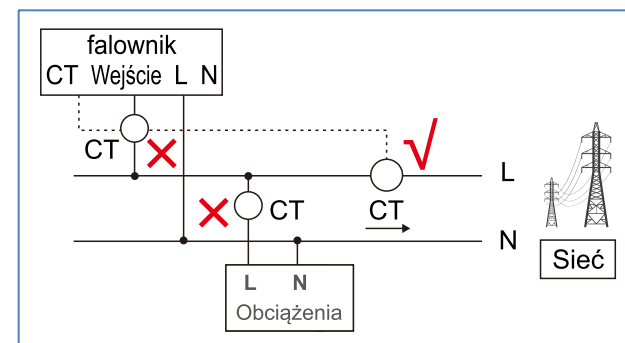 falownik
CT Wejście L N
CT
L
CT
CT
N
Sieć
L N
Obciążenia